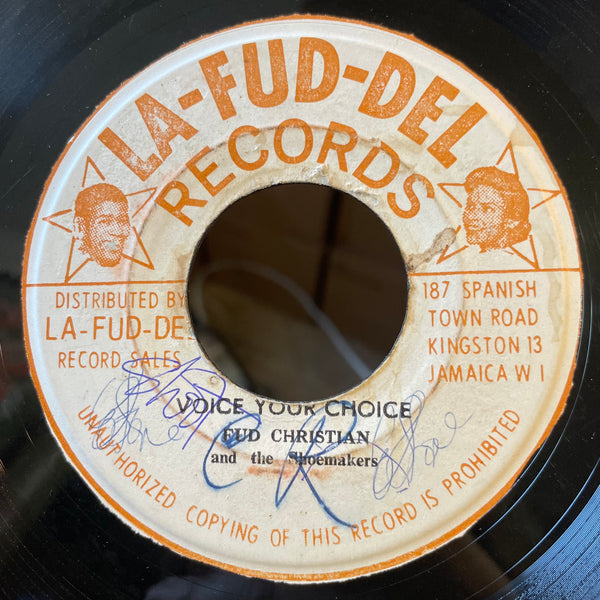 LA-FUD-DEL
RECORDS
DISTRIBUTED BY
LA-FUD-DE
RECORD SALES
187 SPANISH
TOWN ROAD
KINGSTON 13
JAMAICA W I
VOICE YOUR CHOICE
FUD CHRISTIAN
and the Shoemakers
UNAUTHORIZED COPYING OF THIS RECORD IS PROHIBITED